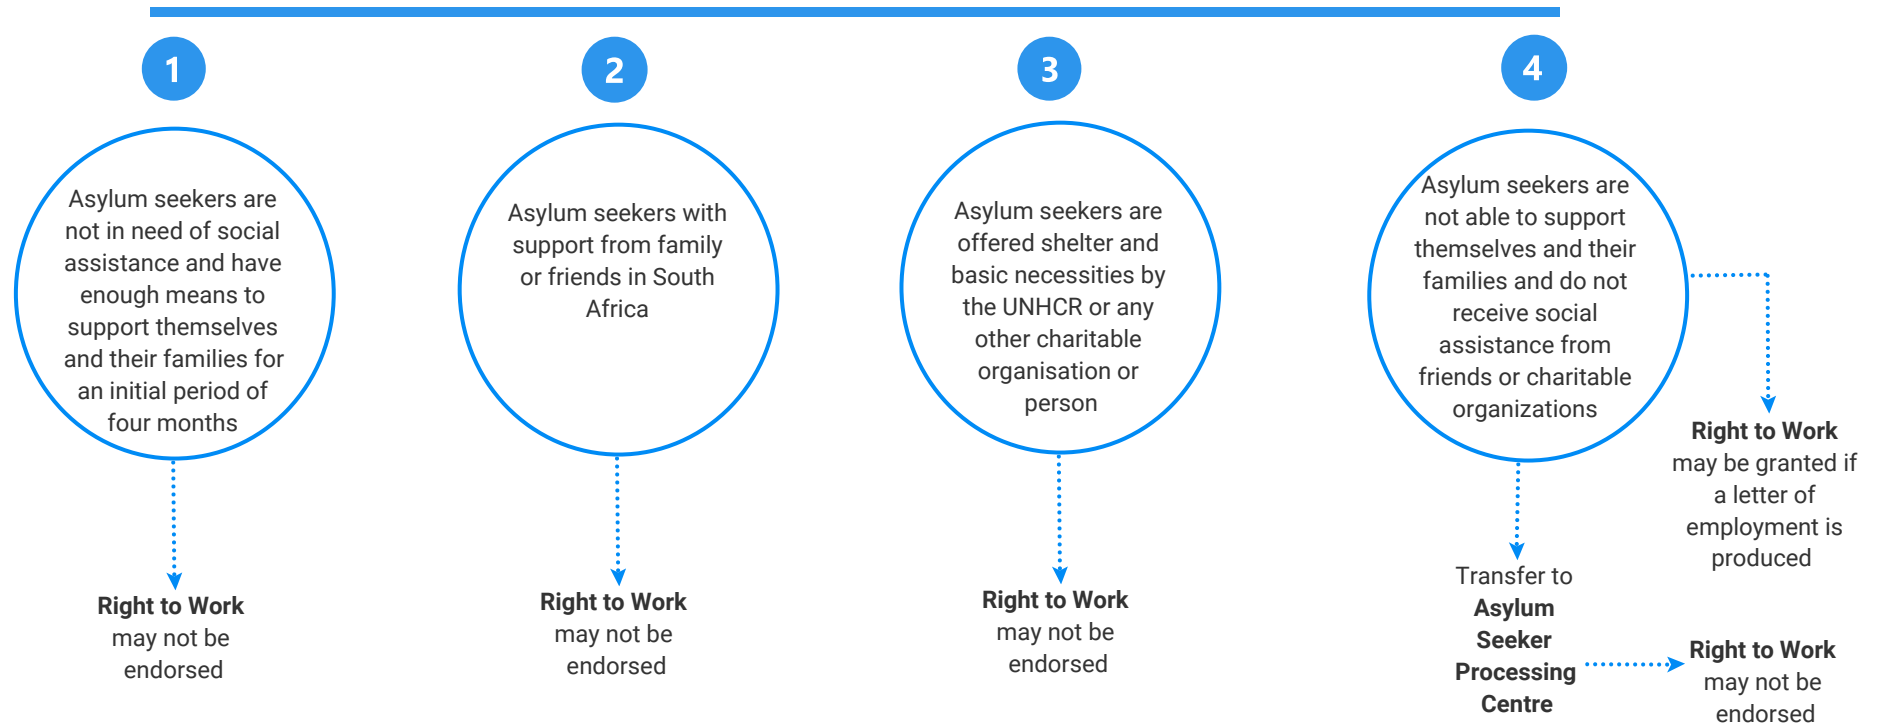 1
Asylum seekers are
not in need of social
assistance and have
enough means to
support themselves
and their families for
an initial period of
four months
Right to Work
may not be
endorsed
2
Asylum seekers with
support from family
or friends in South
Africa
Right to Work
may not be
endorsed
3
Asylum seekers are
offered shelter and
basic necessities by
the UNHCR or any
other charitable
organisation or
person
Right to Work
may not be
endorsed
4
Asylum seekers are
not able to support
themselves and their
families and do not
receive social
assistance from
friends or charitable
organizations
Right to Work
may be granted if
a letter of
employment is
produced
Transfer to
Asylum
Seeker
Processing
Centre
Right to Work
may not be
endorsed